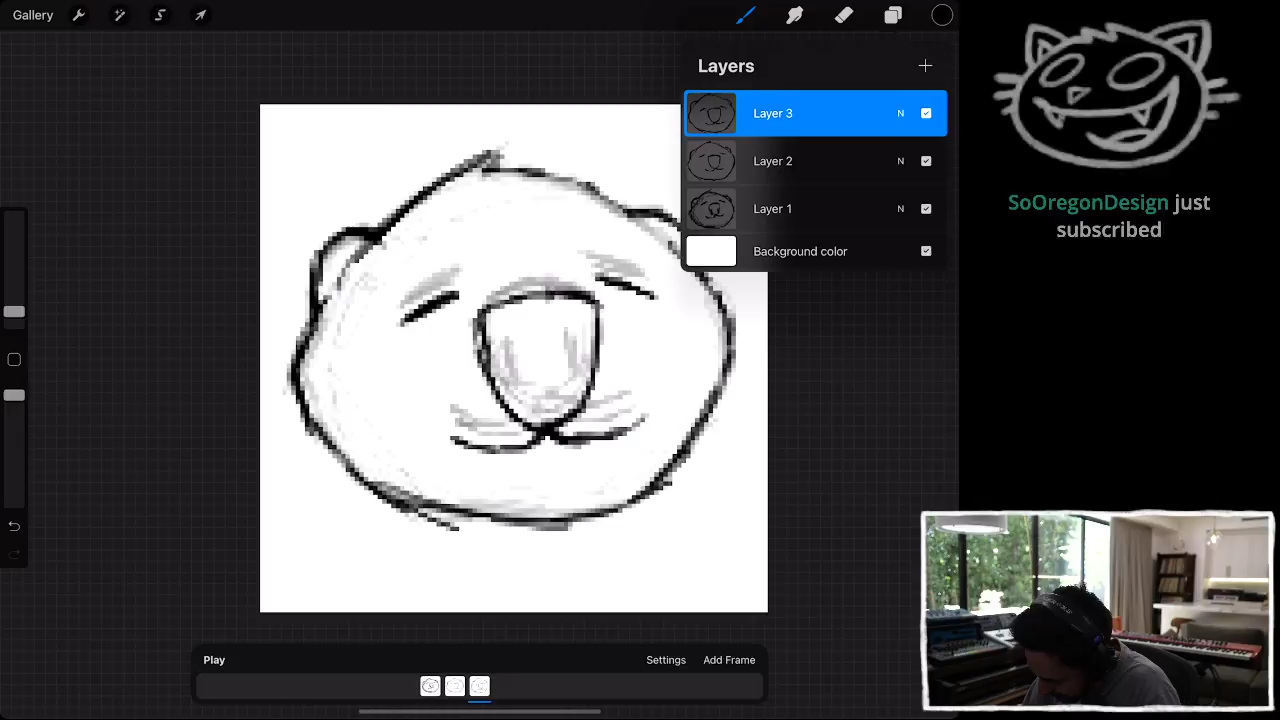 Gallery
Layers
Layer 3 N
Layer 2 N
Layer 1 N
Background color
SoOregonDesign just
subscribed
Play Settings Add Frame